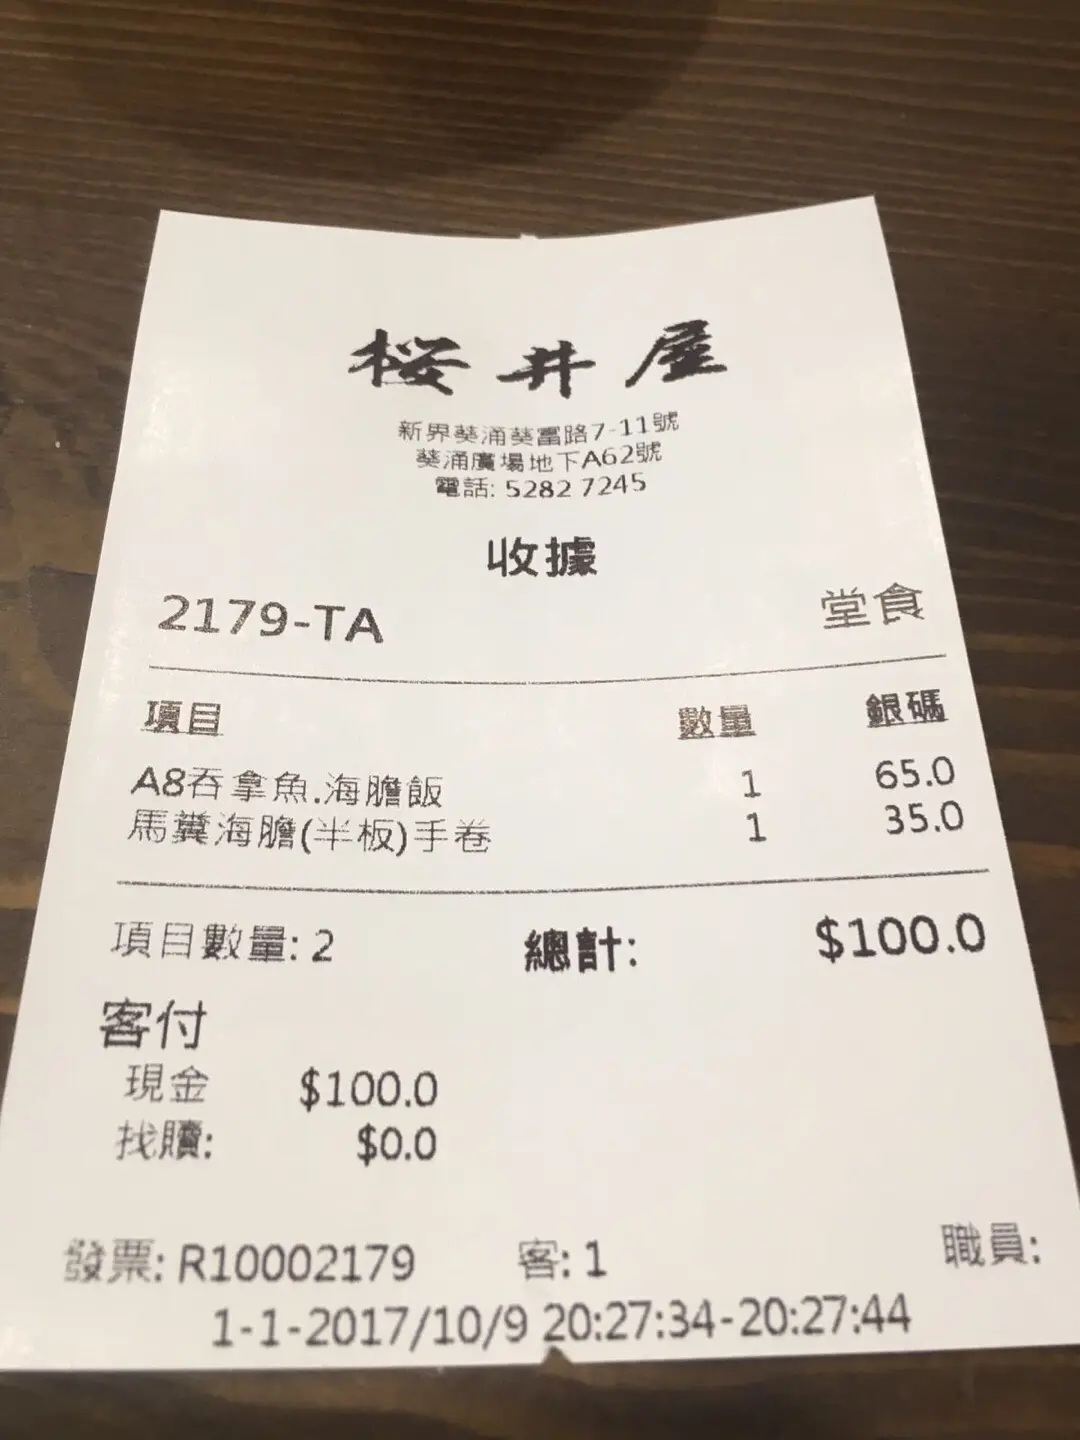 桜井屋
新界葵涌葵富路7-11號
葵涌廣場地下A62號
電話: 5282 7245
收據
2179-TA 堂食
項目 數量 銀碼
A8吞拿魚.海膽飯 1 65.0
馬糞海膽(半板)手卷 1 35.0
項目數量: 2 總計: $100.0
客付
現金 $100.0
找贖: $0.0
發票: R10002179 客: 1 職員:
1-1-2017/10/9 20:27:34-20:27:44